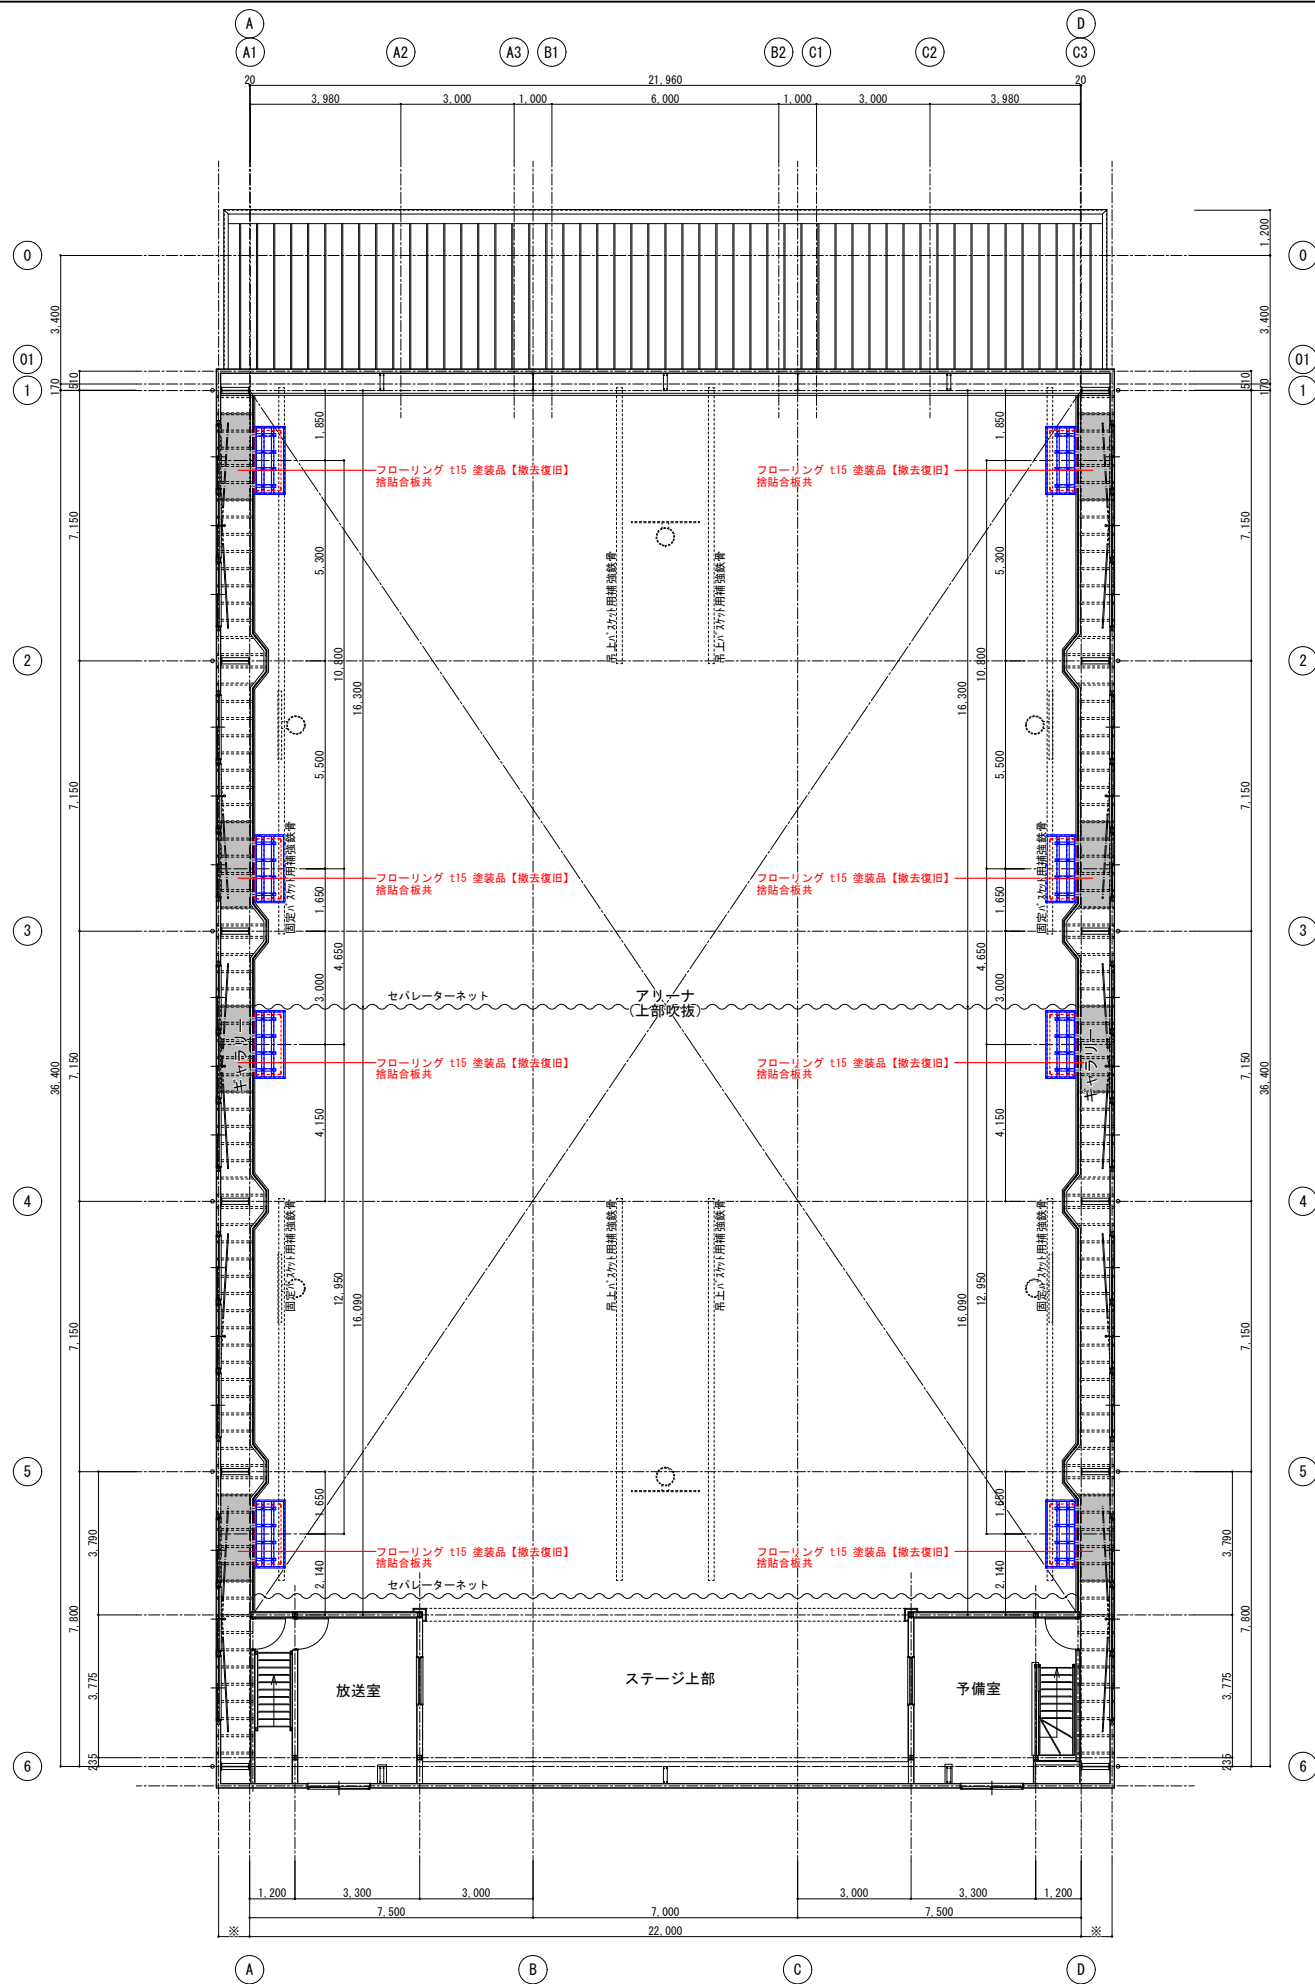 A
D
A1
A2
A3
B1
B2
C1
C2
C3
20
21,960
20
3,980
3,000
1,000
6,000
1,000
3,000
3,980
1,200
0
0
3,400
3,400
01
01
510
510
170
170
1
1
1,850
1,850
フローリング t15 塗装品【撤去復旧】
捨貼合板共
フローリング t15 塗装品【撤去復旧】
捨貼合板共
7,150
5,300
吊上バスケット用補強鉄骨
吊上バスケット用補強鉄骨
5,300
7,150
2
2
10,800
10,800
16,300
16,300
5,500
5,500
7,150
7,150
固定バスケット用補強鉄骨
固定バスケット用補強鉄骨
フローリング t15 塗装品【撤去復旧】
捨貼合板共
フローリング t15 塗装品【撤去復旧】
捨貼合板共
1,650
1,650
3
3
4,650
4,650
3,000
3,000
セパレーターネット
アリーナ
(上部吹抜)
ギャラリー
ギャラリー
フローリング t15 塗装品【撤去復旧】
捨貼合板共
フローリング t15 塗装品【撤去復旧】
捨貼合板共
36,400
7,150
7,150
36,400
4,150
4,150
4
4
固定バスケット用補強鉄骨
吊上バスケット用補強鉄骨
吊上バスケット用補強鉄骨
固定バスケット用補強鉄骨
12,950
12,950
16,090
16,090
7,150
7,150
5
5
1,650
1,650
3,790
3,790
フローリング t15 塗装品【撤去復旧】
捨貼合板共
フローリング t15 塗装品【撤去復旧】
捨貼合板共
2,140
2,140
セパレーターネット
7,800
7,800
3,775
3,775
放送室
ステージ上部
予備室
235
235
6
6
1,200
3,300
3,000
3,000
3,300
1,200
7,500
7,000
7,500
※
22,000
※
A
B
C
D